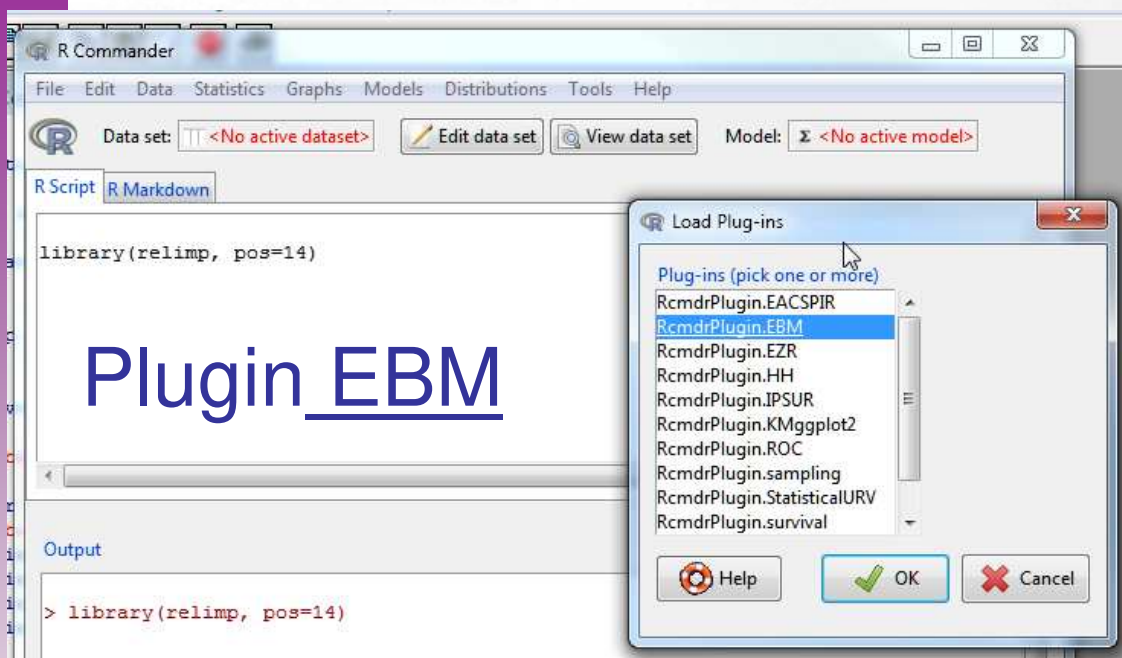 R Commander
File Edit Data Statistics Graphs Models Distributions Tools Help
Data set: <No active dataset> Edit data set View data set Model: Σ <No active model>
R Script R Markdown
library(relimp, pos=14)
Plugin EBM
Output
> library(relimp, pos=14)
Load Plug-ins
Plug-ins (pick one or more)
RcmdrPlugin.EACSPIR
RcmdrPlugin.EBM
RcmdrPlugin.EZR
RcmdrPlugin.HH
RcmdrPlugin.IPSUR
RcmdrPlugin.KMggplot2
RcmdrPlugin.ROC
RcmdrPlugin.sampling
RcmdrPlugin.StatisticalURV
RcmdrPlugin.survival
Help OK Cancel